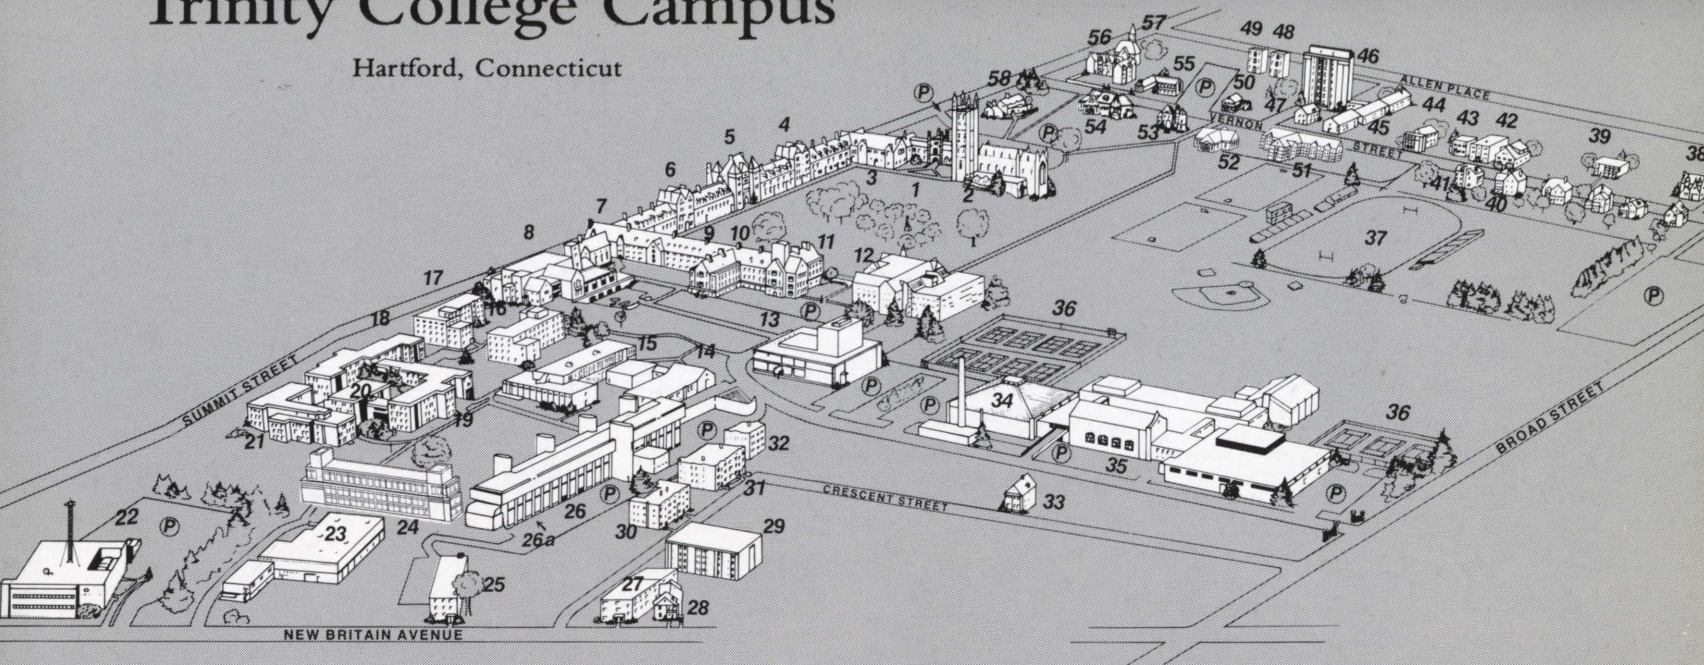 Trinity College Campus
Hartford, Connecticut
57
49 48
56
46
55
58
50
ALLEN PLACE
P
P
47
44
54
53
VERNON
45
43 42
39
38
4
5
P
STREET
52
51
3
1
2
41
40
6
7
37
8
9 10 11
12
P
17
16
P
18
13
36
15
14
SUMMIT STREET
20
P
34
36
19
P
21
BROAD STREET
P
32
P
35
31
P
CRESCENT STREET
33
P
22
P
24
26
30
29
23
26a
25
27
28
NEW BRITAIN AVENUE